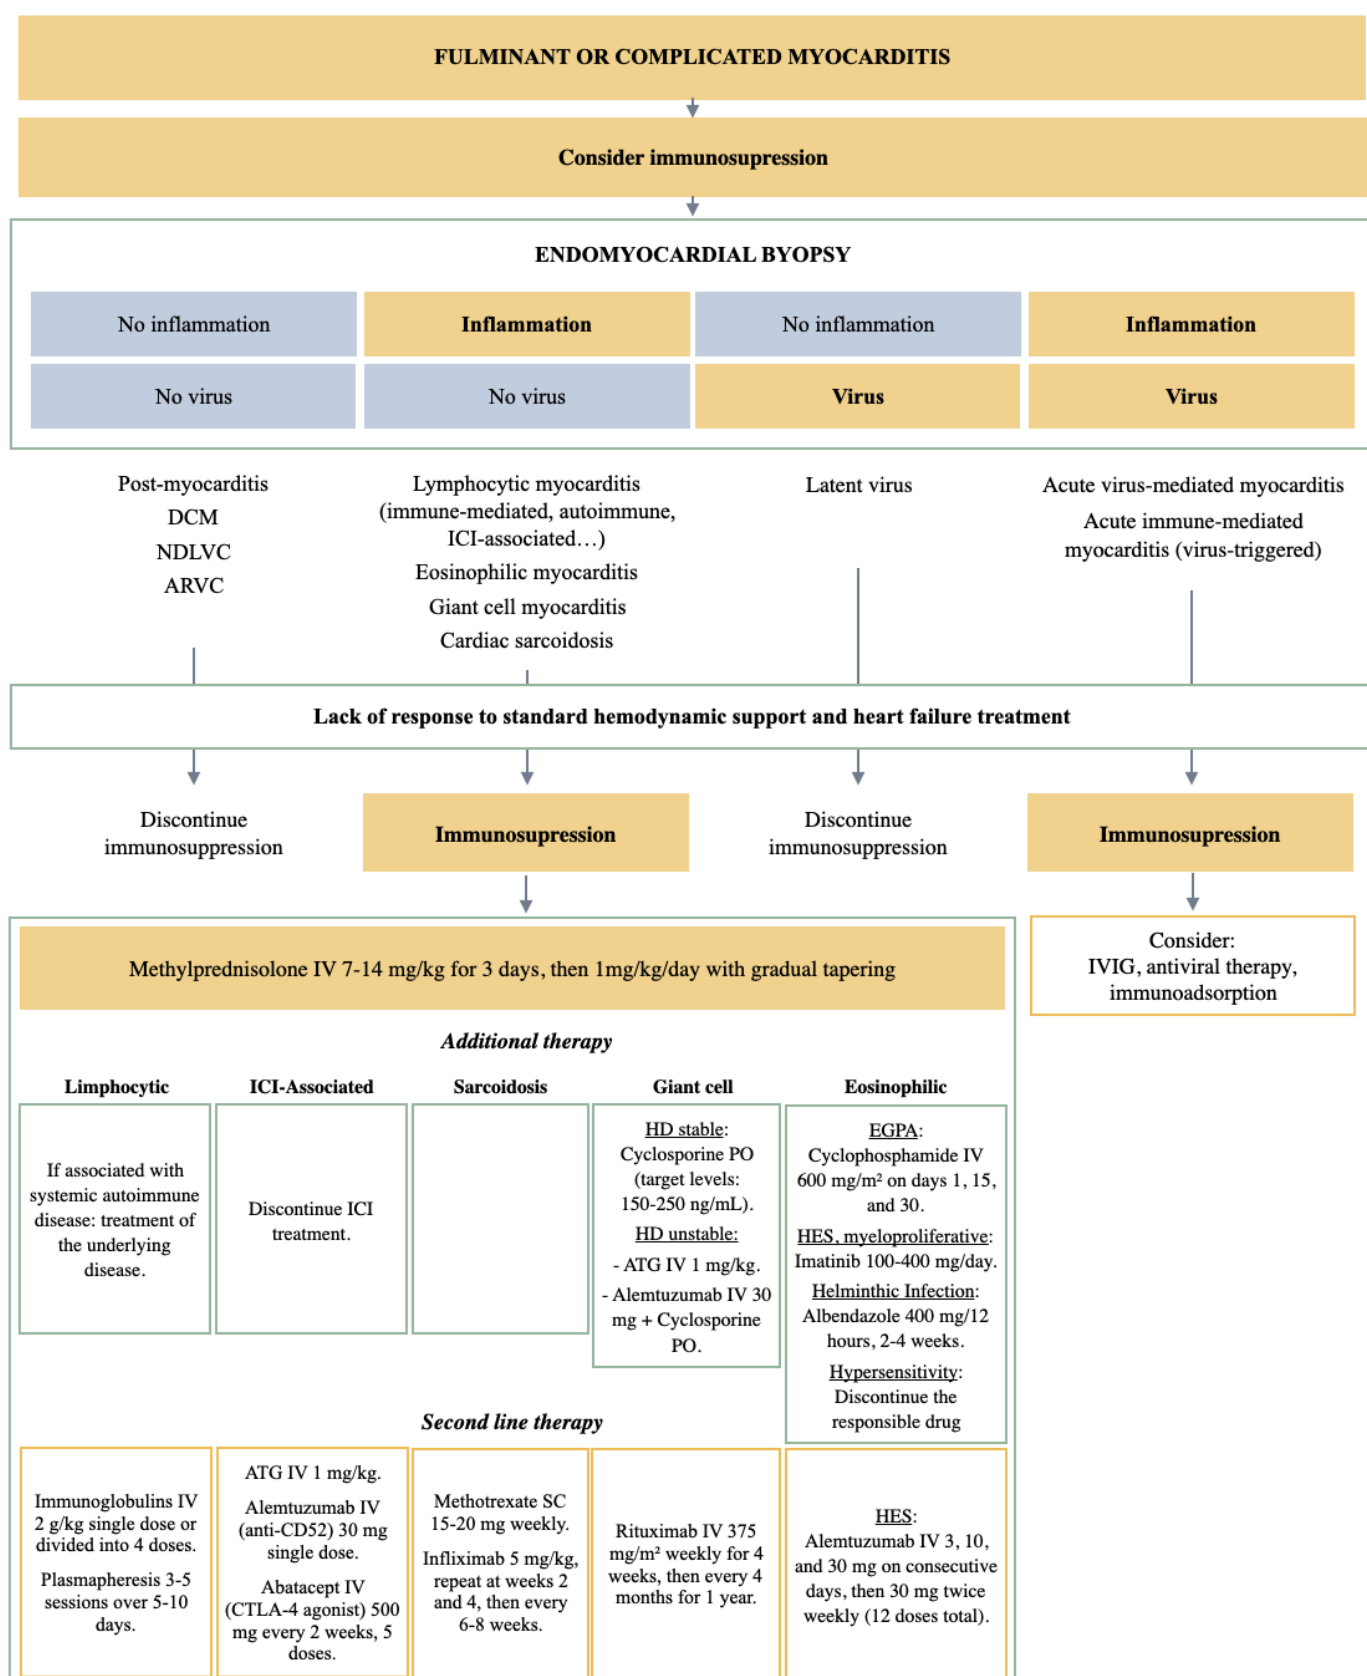 FULMINANT OR COMPLICATED MYOCARDITIS
Consider immunosupression
ENDOMYOCARDIAL BYOPSY
No inflammation
Inflammation
No inflammation
Inflammation
No virus
No virus
Virus
Virus
Post-myocarditis
DCM
NDLVC
ARVC
Lymphocytic myocarditis
(immune-mediated, autoimmune,
ICI-associated…)
Eosinophilic myocarditis
Giant cell myocarditis
Cardiac sarcoidosis
Latent virus
Acute virus-mediated myocarditis
Acute immune-mediated
myocarditis (virus-triggered)
Lack of response to standard hemodynamic support and heart failure treatment
Discontinue
immunosuppression
Immunosupression
Discontinue
immunosuppression
Immunosupression
Methylprednisolone IV 7-14 mg/kg for 3 days, then 1mg/kg/day with gradual tapering
Consider:
IVIG, antiviral therapy,
immunoadsorption
Additional therapy
Limphocytic
ICI-Associated
Sarcoidosis
Giant cell
Eosinophilic
If associated with
systemic autoimmune
disease: treatment of
the underlying
disease.
Discontinue ICI
treatment.
HD stable:
Cyclosporine PO
(target levels:
150-250 ng/mL).
HD unstable:
- ATG IV 1 mg/kg.
- Alemtuzumab IV 30
mg + Cyclosporine
PO.
EGPA:
Cyclophosphamide IV
600 mg/m² on days 1, 15,
and 30.
HES, myeloproliferative:
Imatinib 100-400 mg/day.
Helminthic Infection:
Albendazole 400 mg/12
hours, 2-4 weeks.
Hypersensitivity:
Discontinue the
responsible drug
Second line therapy
Immunoglobulins IV
2 g/kg single dose or
divided into 4 doses.
Plasmapheresis 3-5
sessions over 5-10
days.
ATG IV 1 mg/kg.
Alemtuzumab IV
(anti-CD52) 30 mg
single dose.
Abatacept IV
(CTLA-4 agonist) 500
mg every 2 weeks, 5
doses.
Methotrexate SC
15-20 mg weekly.
Infliximab 5 mg/kg,
repeat at weeks 2
and 4, then every
6-8 weeks.
Rituximab IV 375
mg/m² weekly for 4
weeks, then every 4
months for 1 year.
HES:
Alemtuzumab IV 3, 10,
and 30 mg on consecutive
days, then 30 mg twice
weekly (12 doses total).